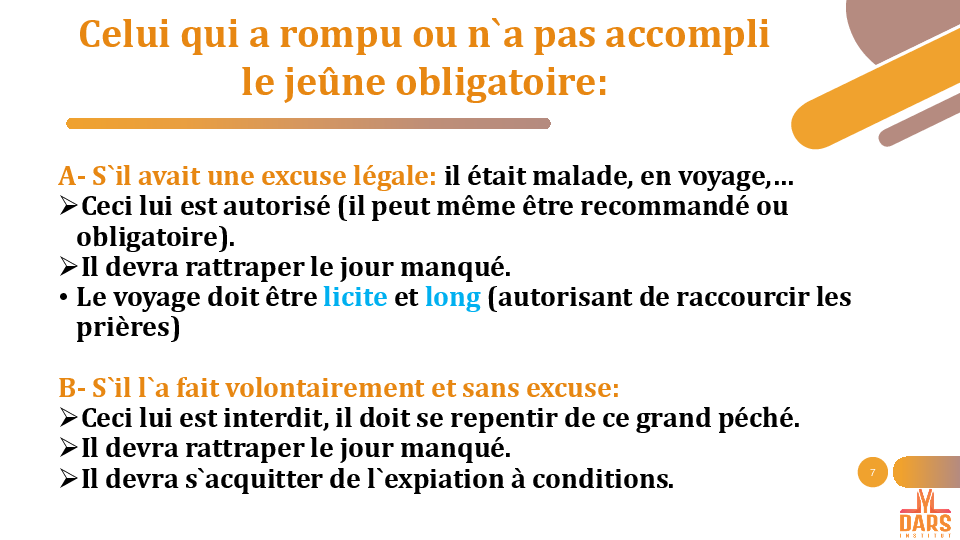 Celui qui a rompu ou n`a pas accompli
le jeûne obligatoire:
A- S`il avait une excuse légale: il était malade, en voyage,…
➢Ceci lui est autorisé (il peut même être recommandé ou
obligatoire).
➢Il devra rattraper le jour manqué.
• Le voyage doit être licite et long (autorisant de raccourcir les
prières)
B- S`il l`a fait volontairement et sans excuse:
➢Ceci lui est interdit, il doit se repentir de ce grand péché.
➢Il devra rattraper le jour manqué.
➢Il devra s`acquitter de l`expiation à conditions.
7
DARS
INSTITUT